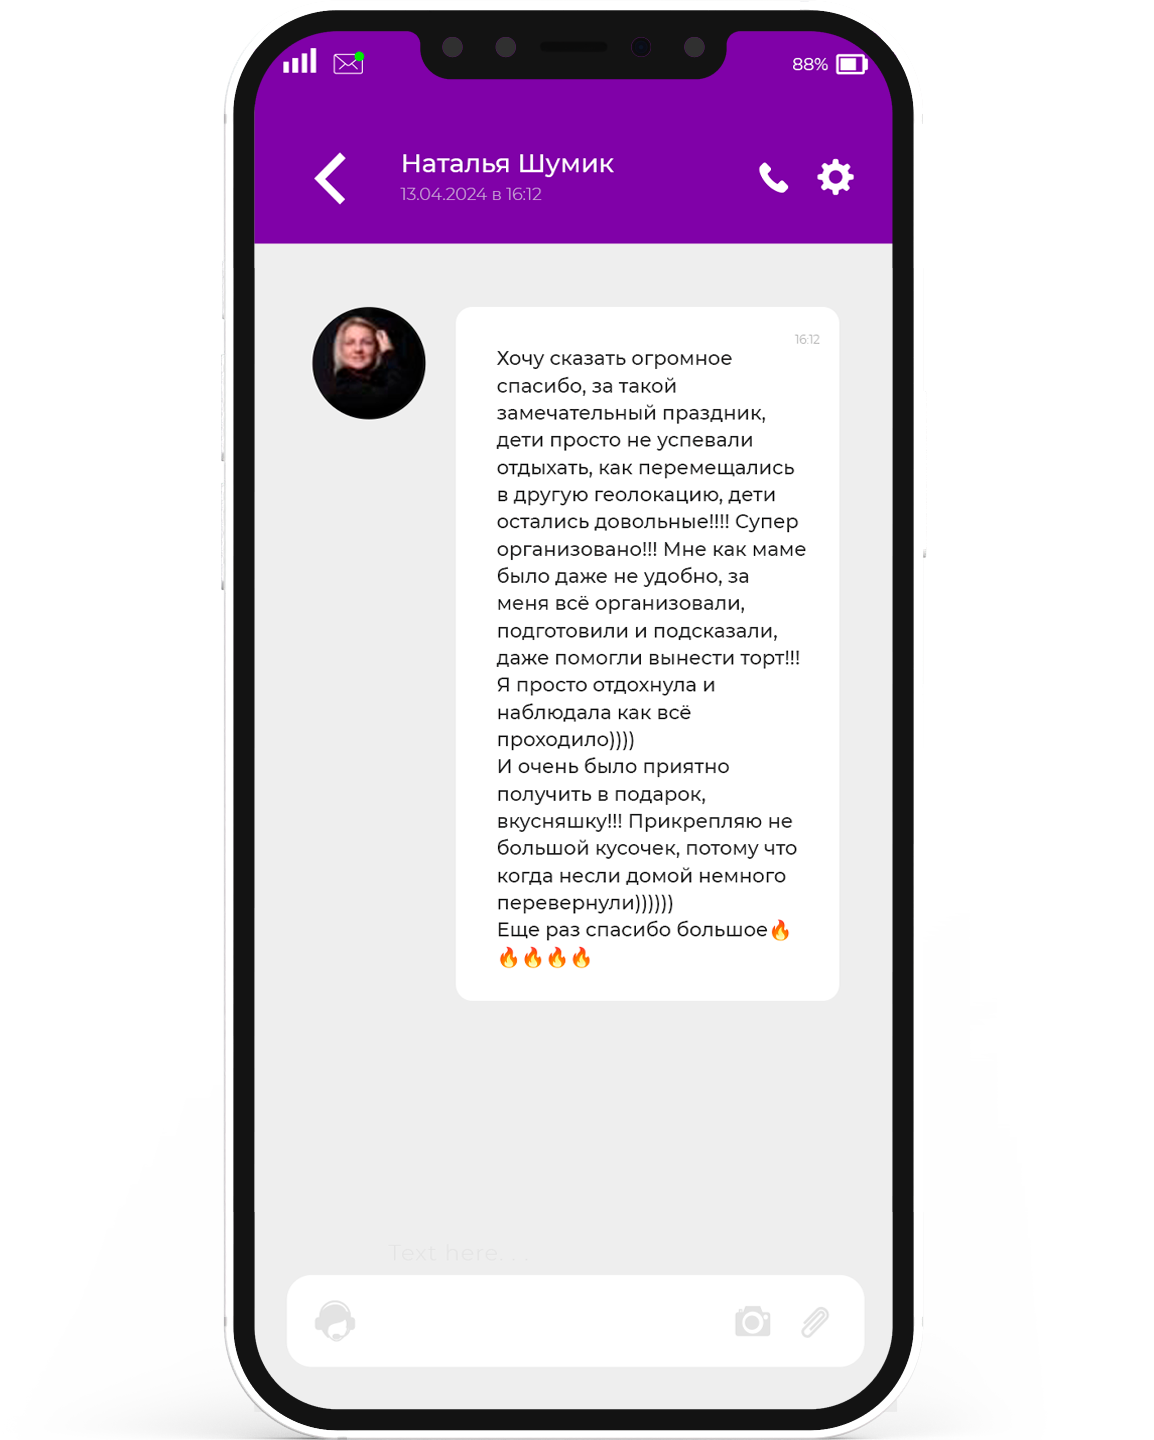 88%
Наталья Шумик
13.04.2024 в 16:12
16:12
Хочу сказать огромное
спасибо, за такой
замечательный праздник,
дети просто не успевали
отдыхать, как перемещались
в другую геолокацию, дети
остались довольные!!!! Супер
организовано!!! Мне как маме
было даже не удобно, за
меня всё организовали,
подготовили и подсказали,
даже помогли вынести торт!!!
Я просто отдохнула и
наблюдала как всё
проходило))))
И очень было приятно
получить в подарок,
вкусняшку!!! Прикрепляю не
большой кусочек, потому что
когда несли домой немного
перевернули))))))
Еще раз спасибо большое🔥
🔥🔥🔥🔥
Text here. . .